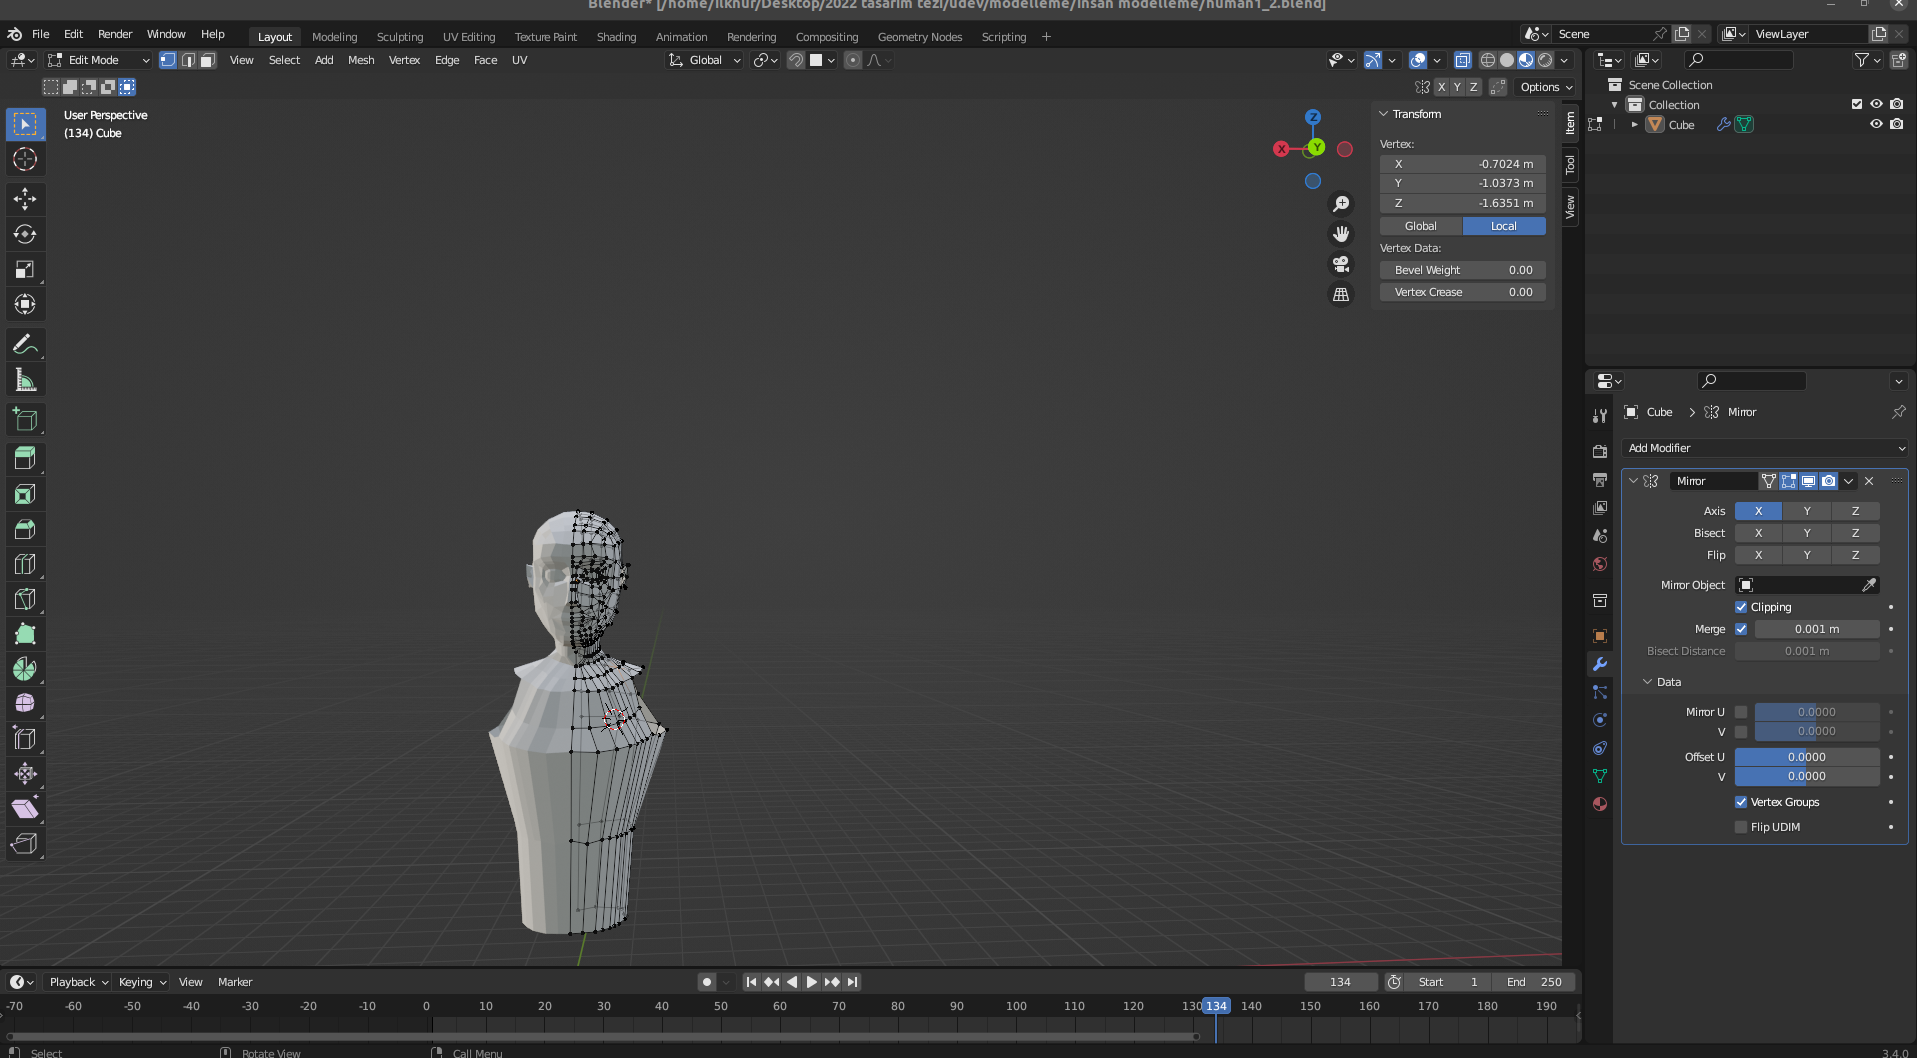 Blender* [/home/ilknur/Desktop/2022 tasarim tezi/udev/modelleme/insan modelleme/human1_2.blend]
File Edit Render Window Help Layout Modeling Sculpting UV Editing Texture Paint Shading Animation Rendering Compositing Geometry Nodes Scripting + Scene ViewLayer
Edit Mode View Select Add Mesh Vertex Edge Face UV Global
X Y Z Options
Scene Collection
Collection
Cube
User Perspective
(134) Cube
Z
X
Y
Transform
Vertex:
X -0.7024 m
Y -1.0373 m
Z -1.6351 m
Global Local
Vertex Data:
Bevel Weight 0.00
Vertex Crease 0.00
Item
Tool
View
Cube > Mirror
Add Modifier
Mirror
Axis X Y Z
Bisect X Y Z
Flip X Y Z
Mirror Object
Clipping
Merge 0.001 m
Bisect Distance 0.001 m
Data
Mirror U 0.0000
V 0.0000
Offset U 0.0000
V 0.0000
Vertex Groups
Flip UDIM
Playback Keying View Marker 134 Start 1 End 250
-70 -60 -50 -40 -30 -20 -10 0 10 20 30 40 50 60 70 80 90 100 110 120 130 134 140 150 160 170 180 190
Select Rotate View Call Menu 3.4.0